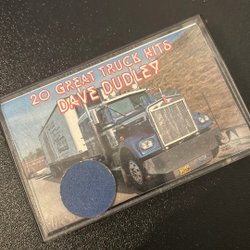 20 GREAT TRUCK HITS
DAVE DUDLEY